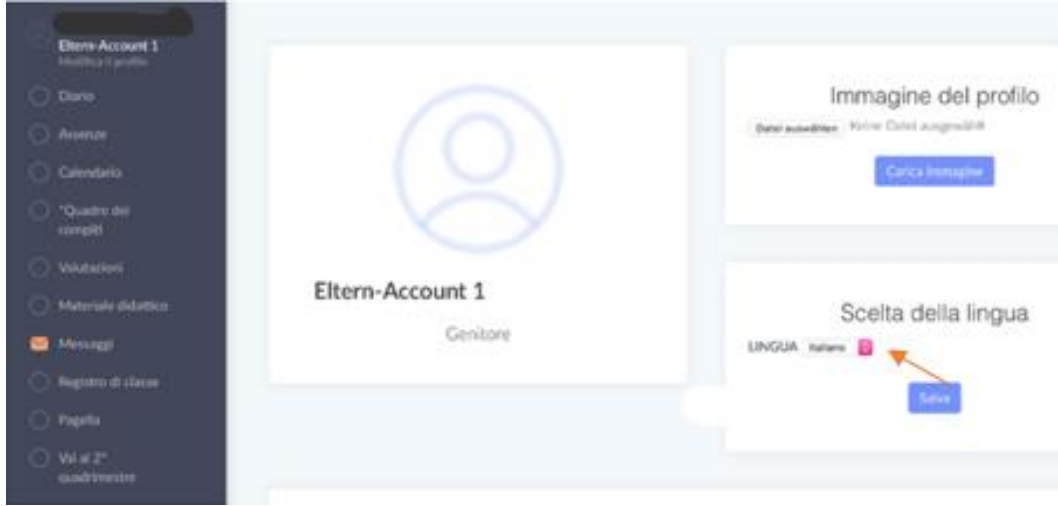 Eltern-Account 1
Modifica il profilo
Diario
Assenze
Calendario
*Quadro dei
compiti
Valutazioni
Materiale didattico
Messaggi
Registro di classe
Pagella
Val al 2°
quadrimestre
Eltern-Account 1
Genitore
Immagine del profilo
Datei auswählen Keine Datei ausgewählt
Carica immagine
Scelta della lingua
LINGUA Italiano
Salva